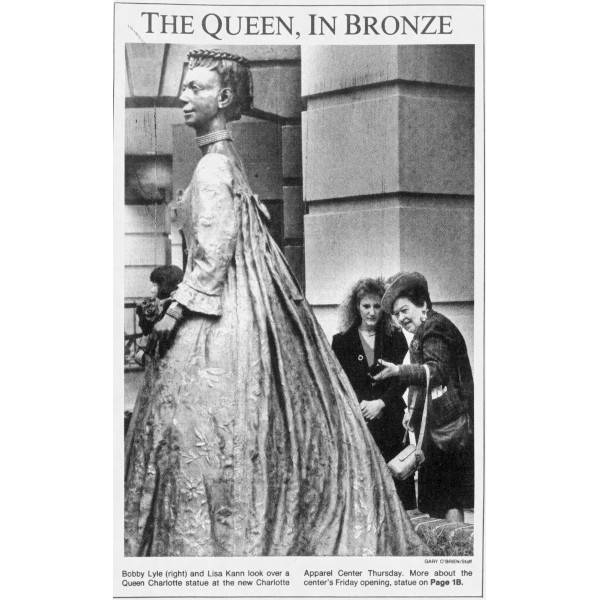 THE QUEEN, IN BRONZE
GARY O'BRIEN/Staff
Bobby Lyle (right) and Lisa Kann look over a
Queen Charlotte statue at the new Charlotte
Apparel Center Thursday. More about the
center's Friday opening, statue on Page 1B.